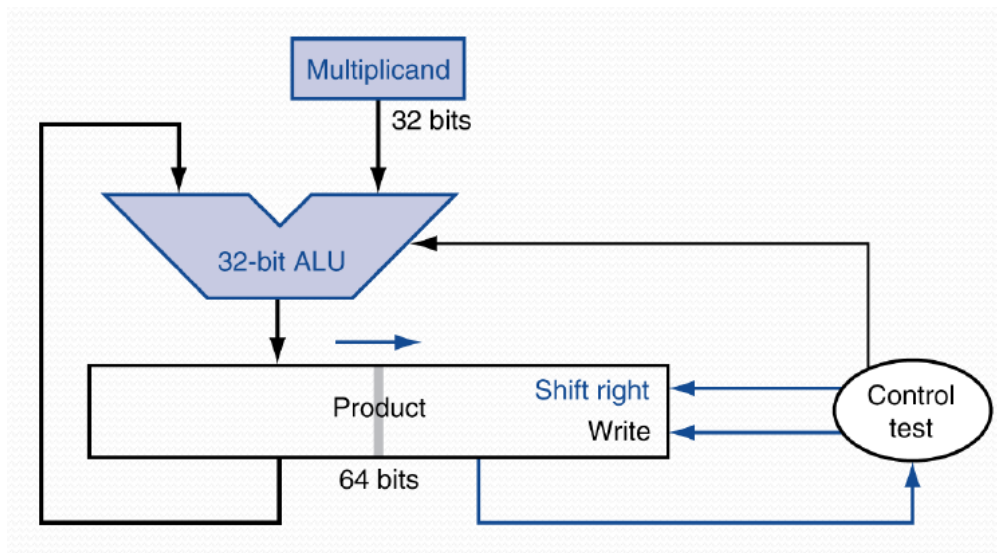 Multiplicand
32 bits
32-bit ALU
Shift right
Product
Write
64 bits
Control
test